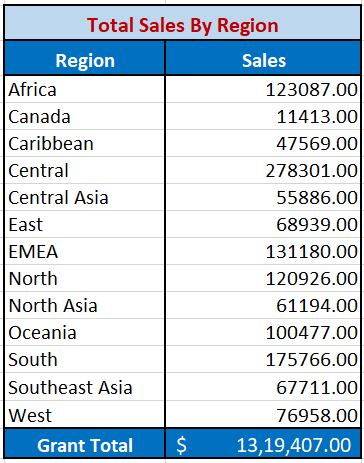 Total Sales By Region
Region Sales
Africa 123087.00
Canada 11413.00
Caribbean 47569.00
Central 278301.00
Central Asia 55886.00
East 68939.00
EMEA 131180.00
North 120926.00
North Asia 61194.00
Oceania 100477.00
South 175766.00
Southeast Asia 67711.00
West 76958.00
Grant Total $ 13,19,407.00